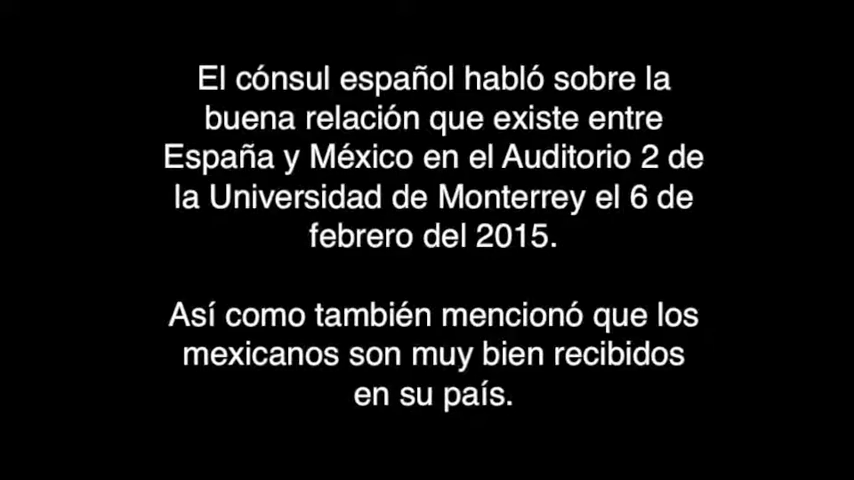 El cónsul español habló sobre la
buena relación que existe entre
España y México en el Auditorio 2 de
la Universidad de Monterrey el 6 de
febrero del 2015.
Así como también mencionó que los
mexicanos son muy bien recibidos
en su país.